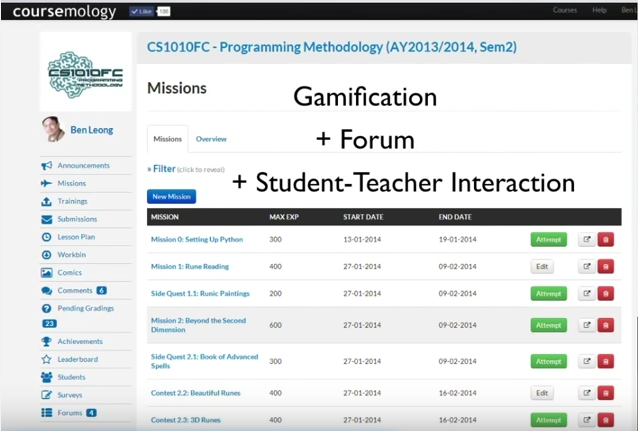 coursemology
Like
Courses Help Ben L
CS1010FC - Programming Methodology (AY2013/2014, Sem2)
CS1010FC
PROGRAMMING
METHODOLOGY
Ben Leong
Announcements
Missions
Trainings
Submissions
Lesson Plan
Workbin
Comics
Comments 6
Pending Gradings
23
Achievements
Leaderboard
Students
Surveys
Forums 4
Missions
Gamification
+ Forum
+ Student-Teacher Interaction
Missions Overview
» Filter (click to reveal)
New Mission
MISSION MAX EXP START DATE END DATE
Mission 0: Setting Up Python 300 13-01-2014 19-01-2014 Attempt
Mission 1: Rune Reading 400 27-01-2014 09-02-2014 Edit
Side Quest 1.1: Runic Paintings 200 27-01-2014 09-02-2014 Attempt
Mission 2: Beyond the Second
Dimension 600 27-01-2014 09-02-2014 Attempt
Side Quest 2.1: Book of Advanced
Spells 300 27-01-2014 09-02-2014 Attempt
Contest 2.2: Beautiful Runes 400 27-01-2014 16-02-2014 Edit
Contest 2.3: 3D Runes 400 27-01-2014 16-02-2014 Attempt